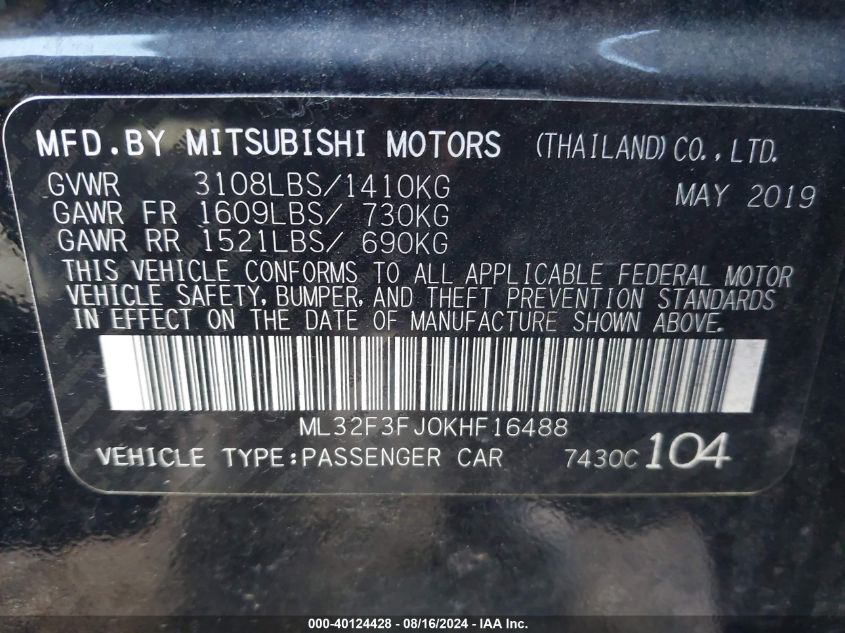 MFD.BY MITSUBISHI MOTORS (THAILAND) CO., LTD.
GVWR 3108LBS/1410KG MAY 2019
GAWR FR 1609LBS/ 730KG
GAWR RR 1521LBS/ 690KG
THIS VEHICLE CONFORMS TO ALL APPLICABLE FEDERAL MOTOR
VEHICLE SAFETY, BUMPER, AND THEFT PREVENTION STANDARDS
IN EFFECT ON THE DATE OF MANUFACTURE SHOWN ABOVE.
ML32F3FJ0KHF16488
VEHICLE TYPE:PASSENGER CAR 7430C 104
000-40124428 - 08/16/2024 - IAA Inc.